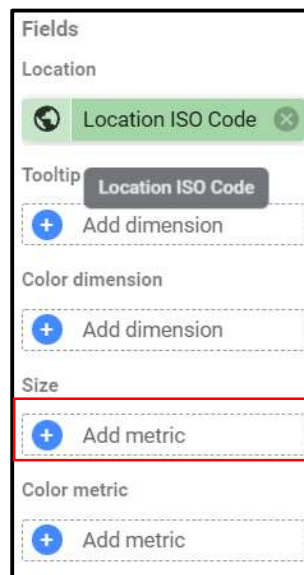 Fields
Location
Location ISO Code
Tooltip
Location ISO Code
Add dimension
Color dimension
Add dimension
Size
Add metric
Color metric
Add metric